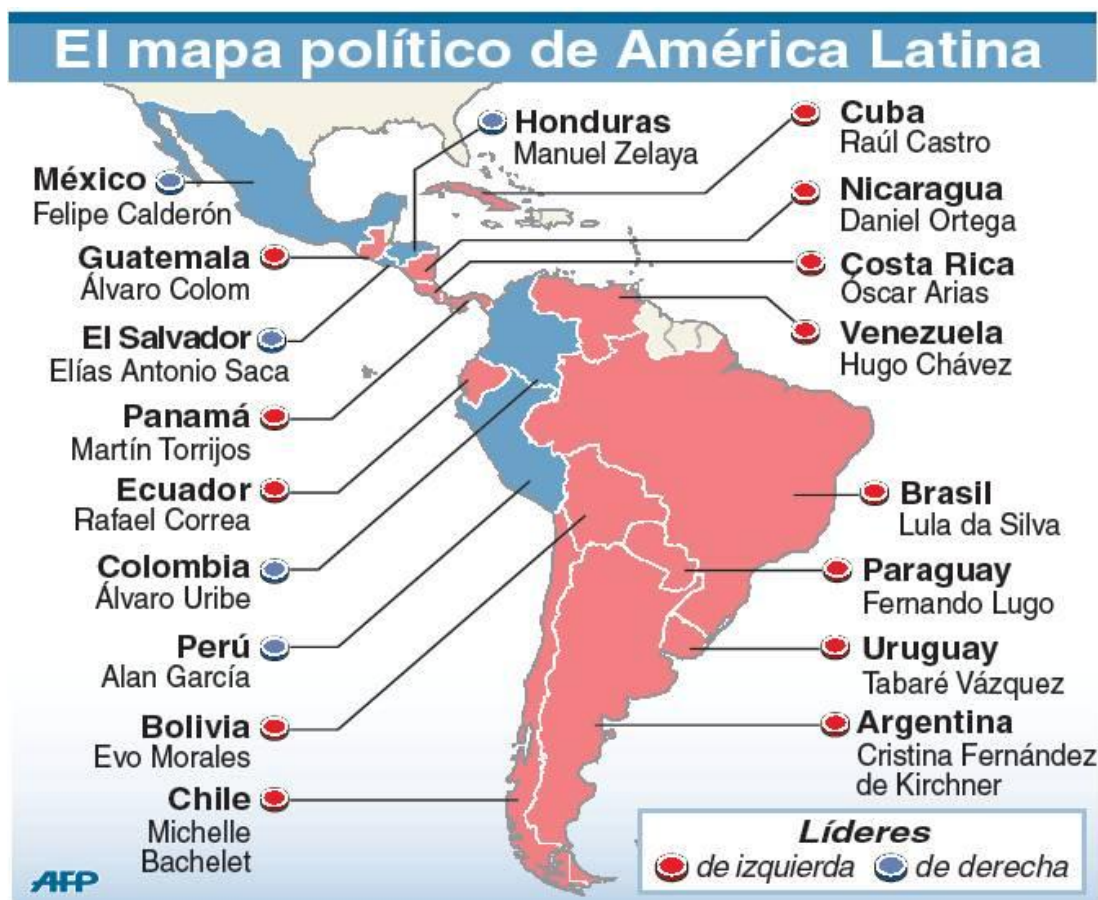 El mapa político de América Latina
Honduras
Manuel Zelaya
Cuba
Raúl Castro
México
Felipe Calderón
Nicaragua
Daniel Ortega
Guatemala
Álvaro Colom
Costa Rica
Óscar Arias
El Salvador
Elías Antonio Saca
Venezuela
Hugo Chávez
Panamá
Martín Torrijos
Ecuador
Rafael Correa
Brasil
Lula da Silva
Colombia
Álvaro Uribe
Paraguay
Fernando Lugo
Perú
Alan García
Uruguay
Tabaré Vázquez
Bolivia
Evo Morales
Argentina
Cristina Fernández
de Kirchner
Chile
Michelle
Bachelet
Líderes
de izquierda de derecha
AFP